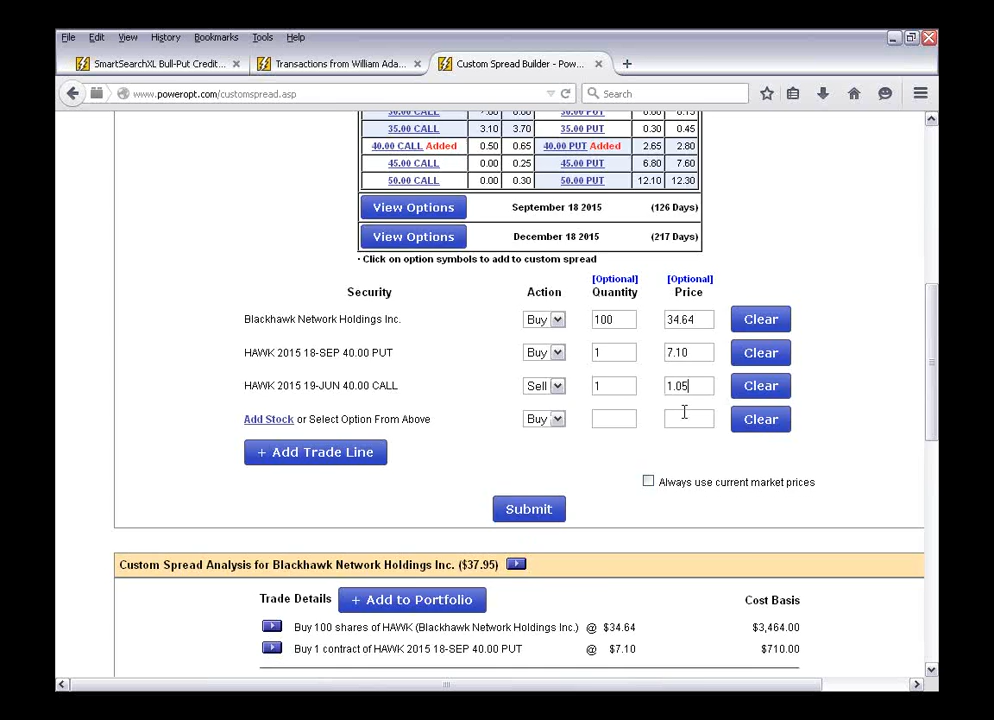 File Edit View History Bookmarks Tools Help
SmartSearchXL Bull-Put Credit... × Transactions from William Ada... × Custom Spread Builder - Pow... × +
www.poweropt.com/customspread.asp Search
35.00 CALL 3.10 3.70 35.00 PUT 0.30 0.45
40.00 CALL Added 0.50 0.65 40.00 PUT Added 2.65 2.80
45.00 CALL 0.00 0.25 45.00 PUT 6.80 7.60
50.00 CALL 0.00 0.30 50.00 PUT 12.10 12.30
View Options September 18 2015 (126 Days)
View Options December 18 2015 (217 Days)
· Click on option symbols to add to custom spread
[Optional] [Optional]
Security Action Quantity Price
Blackhawk Network Holdings Inc. Buy 100 34.64 Clear
HAWK 2015 18-SEP 40.00 PUT Buy 1 7.10 Clear
HAWK 2015 19-JUN 40.00 CALL Sell 1 1.05 Clear
Add Stock or Select Option From Above Buy Clear
+ Add Trade Line
Always use current market prices
Submit
Custom Spread Analysis for Blackhawk Network Holdings Inc. ($37.95)
Trade Details + Add to Portfolio Cost Basis
Buy 100 shares of HAWK (Blackhawk Network Holdings Inc.) @ $34.64 $3,464.00
Buy 1 contract of HAWK 2015 18-SEP 40.00 PUT @ $7.10 $710.00